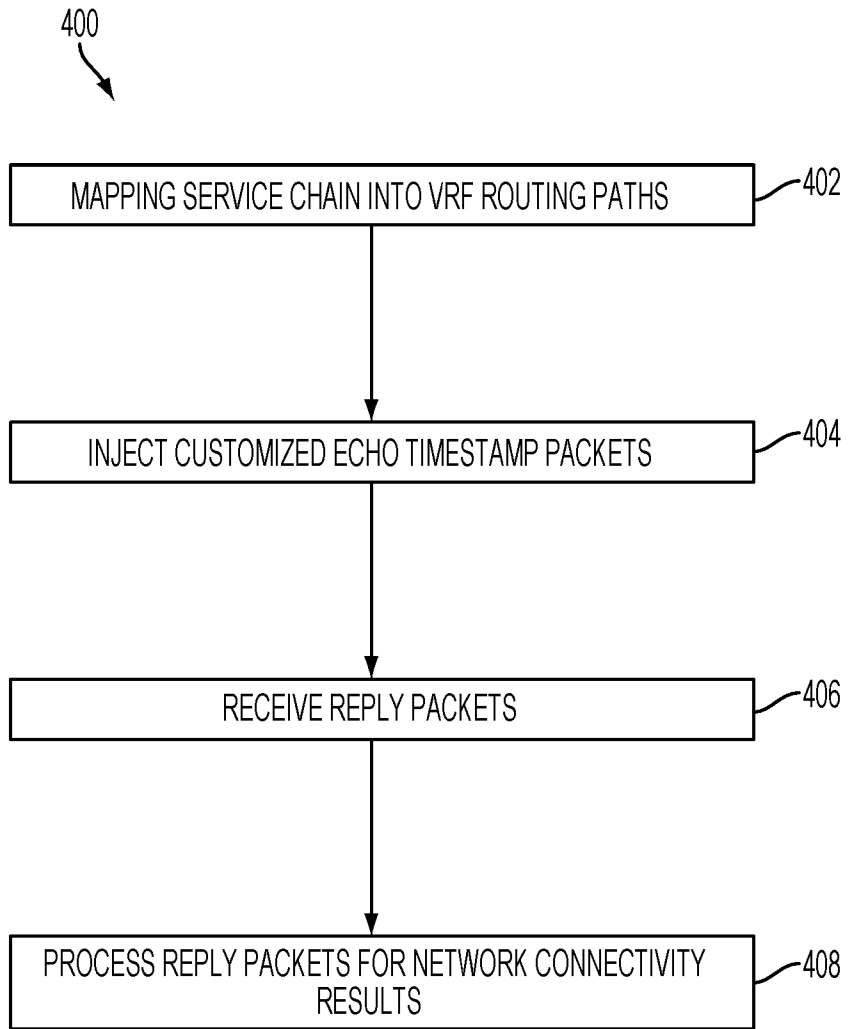 400
MAPPING SERVICE CHAIN INTO VRF ROUTING PATHS
402
INJECT CUSTOMIZED ECHO TIMESTAMP PACKETS
404
RECEIVE REPLY PACKETS
406
PROCESS REPLY PACKETS FOR NETWORK CONNECTIVITY
RESULTS
408